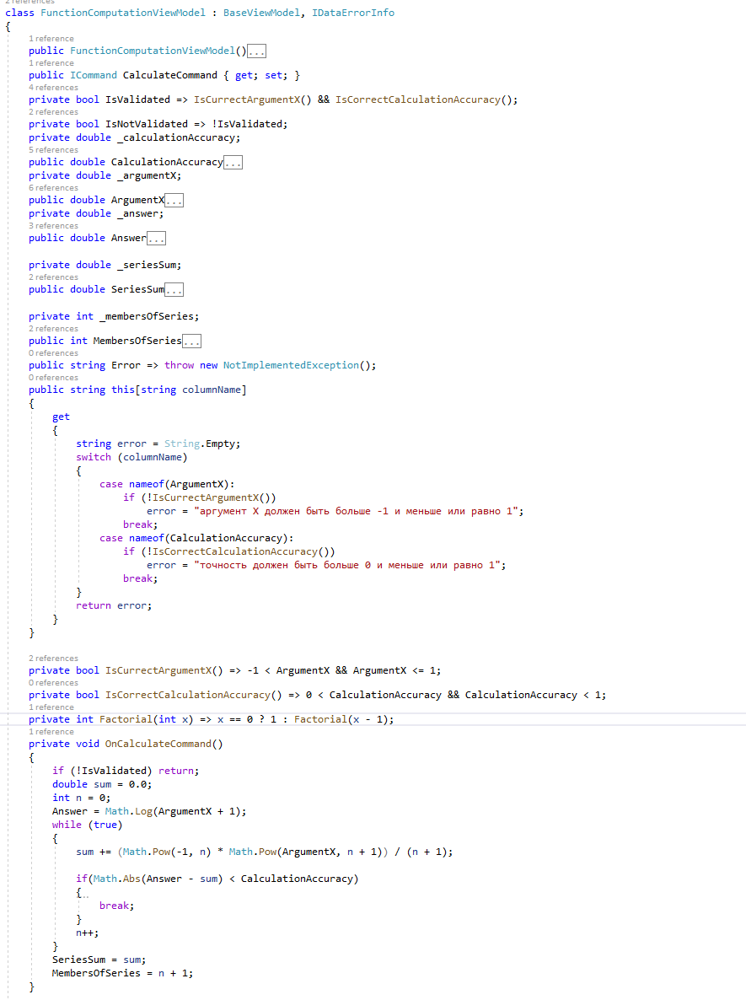 2 references
class FunctionComputationViewModel : BaseViewModel, IDataErrorInfo
{
1 reference
public FunctionComputationViewModel()...
1 reference
public ICommand CalculateCommand { get; set; }
4 references
private bool IsValidated => IsCurrectArgumentX() && IsCorrectCalculationAccuracy();
2 references
private bool IsNotValidated => !IsValidated;
private double _calculationAccuracy;
5 references
public double CalculationAccuracy...
private double _argumentX;
6 references
public double ArgumentX...
private double _answer;
3 references
public double Answer...
private double _seriesSum;
2 references
public double SeriesSum...
private int _membersOfSeries;
2 references
public int MembersOfSeries...
0 references
public string Error => throw new NotImplementedException();
0 references
public string this[string columnName]
{
get
{
string error = String.Empty;
switch (columnName)
{
case nameof(ArgumentX):
if (!IsCurrectArgumentX())
error = "аргумент X должен быть больше -1 и меньше или равно 1";
break;
case nameof(CalculationAccuracy):
if (!IsCorrectCalculationAccuracy())
error = "точность должен быть больше 0 и меньше или равно 1";
break;
}
return error;
}
}
2 references
private bool IsCurrectArgumentX() => -1 < ArgumentX && ArgumentX <= 1;
0 references
private bool IsCorrectCalculationAccuracy() => 0 < CalculationAccuracy && CalculationAccuracy < 1;
1 reference
private int Factorial(int x) => x == 0 ? 1 : Factorial(x - 1);
1 reference
private void OnCalculateCommand()
{
if (!IsValidated) return;
double sum = 0.0;
int n = 0;
Answer = Math.Log(ArgumentX + 1);
while (true)
{
sum += (Math.Pow(-1, n) * Math.Pow(ArgumentX, n + 1)) / (n + 1);
if(Math.Abs(Answer - sum) < CalculationAccuracy)
{
break;
}
n++;
}
SeriesSum = sum;
MembersOfSeries = n + 1;
}